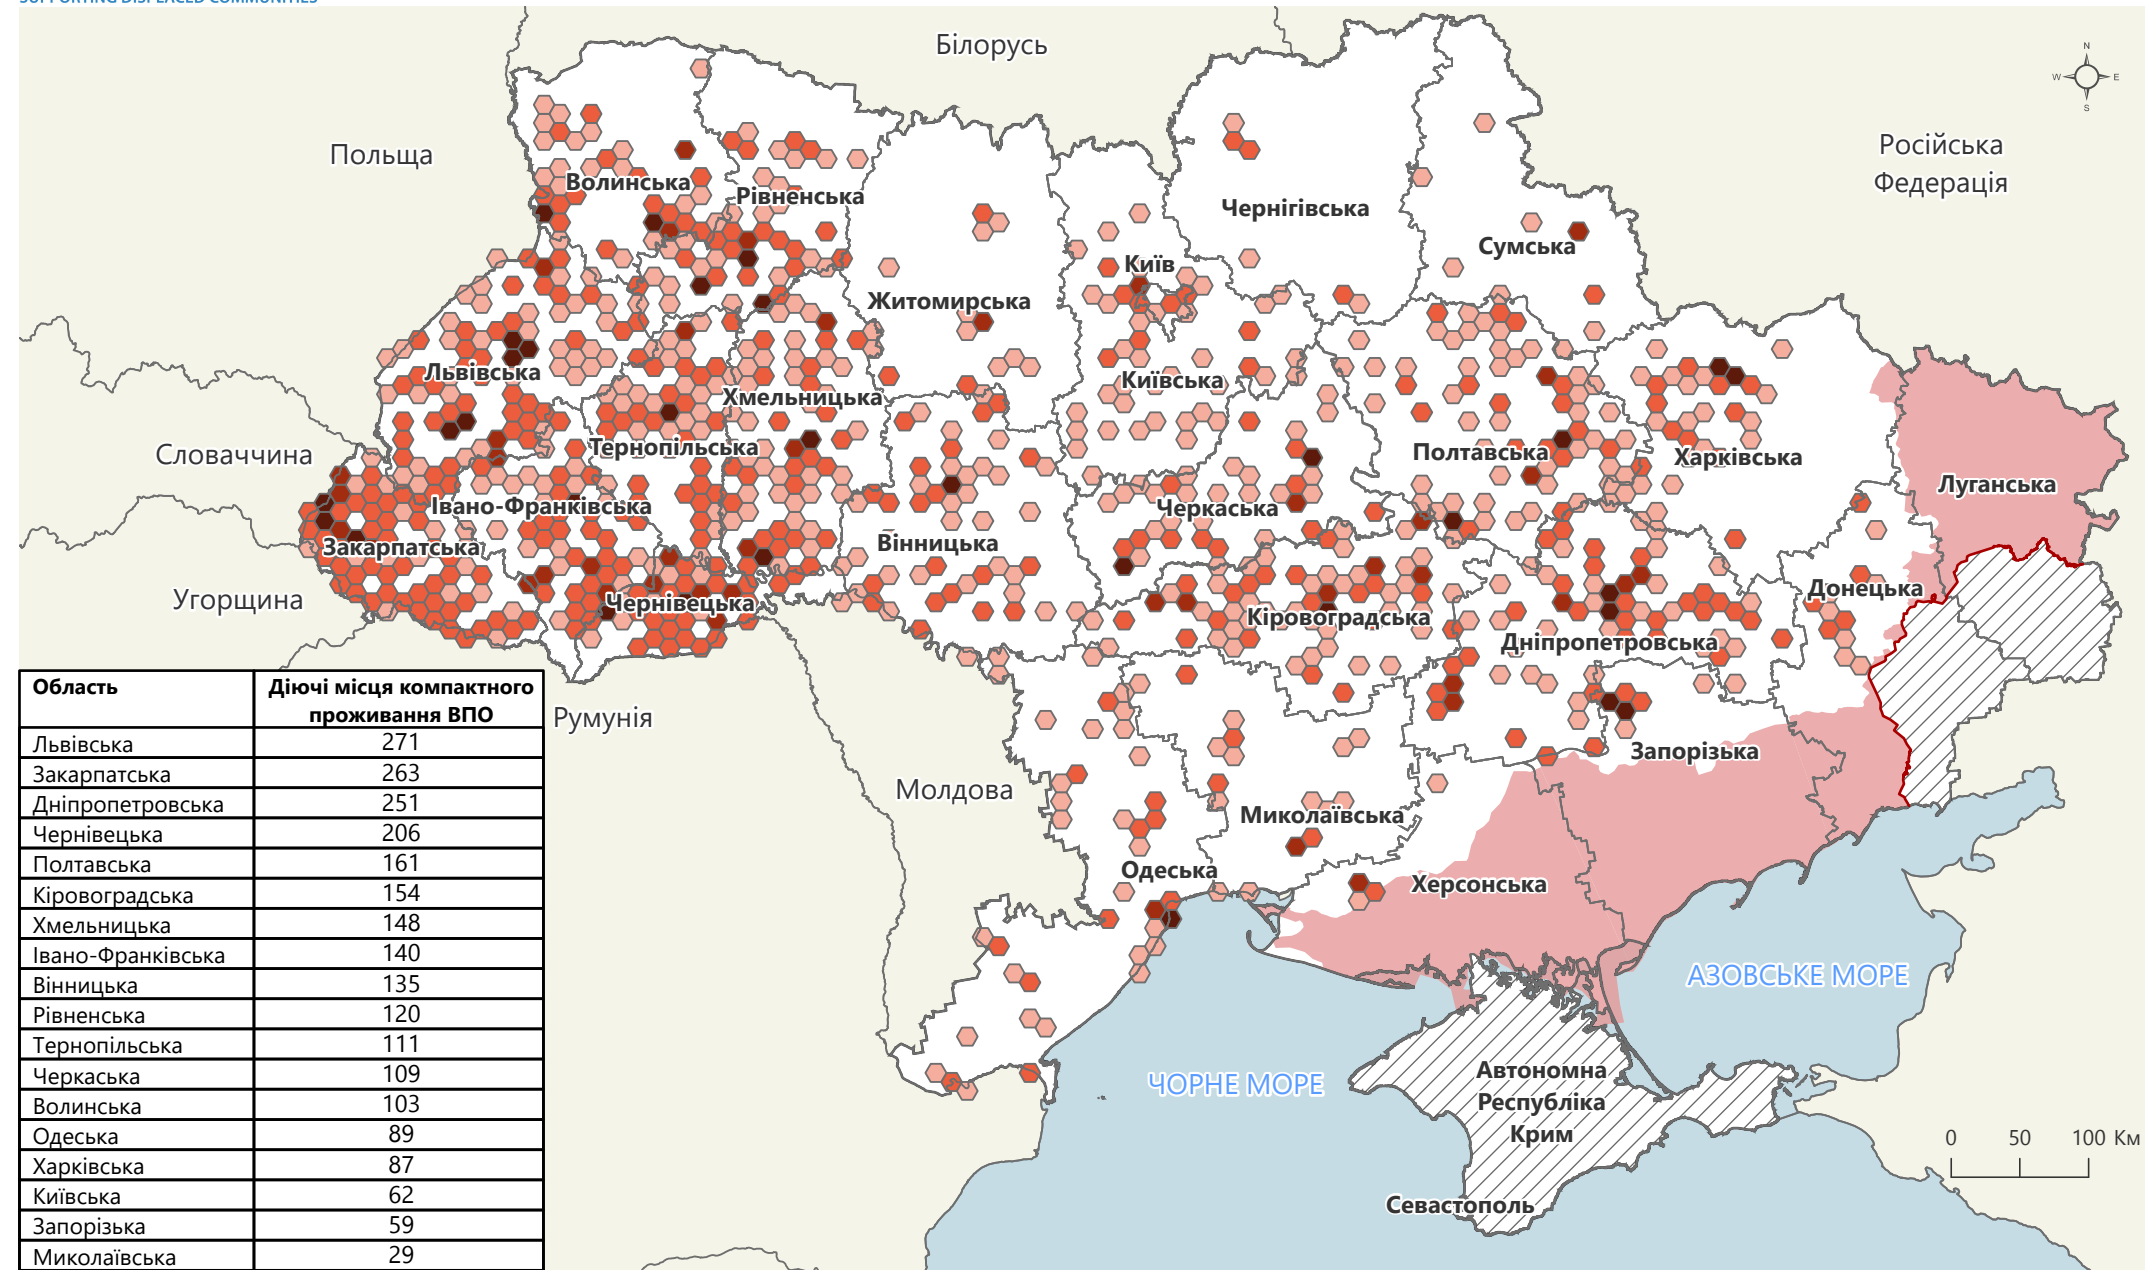 SUPPORTING DISPLACED COMMUNITIES
Білорусь
N
W
E
S
Польща
Російська
Федерація
Волинська
Рівненська
Чернігівська
Сумська
Київ
Житомирська
Львівська
Київська
Хмельницька
Словаччина
Тернопільська
Полтавська
Харківська
Луганська
Івано-Франківська
Черкаська
Закарпатська
Вінницька
Угорщина
Чернівецька
Кіровоградська
Донецька
Дніпропетровська
Румунія
Запорізька
Молдова
Миколаївська
Одеська
Херсонська
АЗОВСЬКЕ МОРЕ
ЧОРНЕ МОРЕ
Автономна
Республіка
Крим
Севастополь
0 50 100 Км
Область Діючі місця компактного
проживання ВПО
Львівська 271
Закарпатська 263
Дніпропетровська 251
Чернівецька 206
Полтавська 161
Кіровоградська 154
Хмельницька 148
Івано-Франківська 140
Вінницька 135
Рівненська 120
Тернопільська 111
Черкаська 109
Волинська 103
Одеська 89
Харківська 87
Київська 62
Запорізька 59
Миколаївська 29